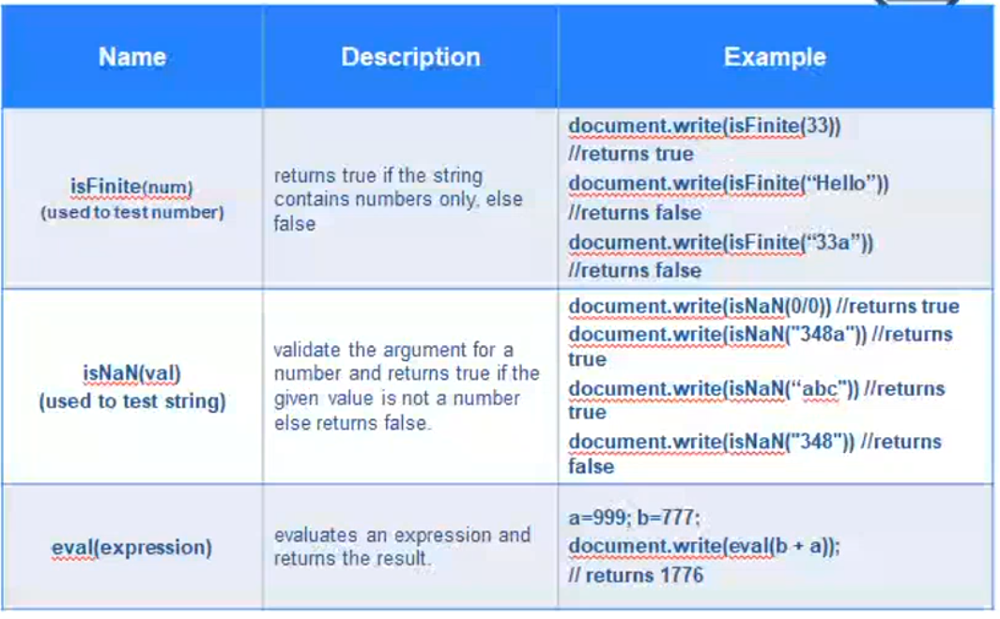 Name
Description
Example
isFinite(num)
(used to test number)
returns true if the string
contains numbers only, else
false
document.write(isFinite(33))
//returns true
document.write(isFinite(“Hello”))
//returns false
document.write(isFinite(“33a”))
//returns false
isNaN(val)
(used to test string)
validate the argument for a
number and returns true if the
given value is not a number
else returns false.
document.write(isNaN(0/0)) //returns true
document.write(isNaN("348a")) //returns
true
document.write(isNaN(“abc")) //returns
true
document.write(isNaN("348")) //returns
false
eval(expression)
evaluates an expression and
returns the result.
a=999; b=777;
document.write(eval(b + a));
// returns 1776